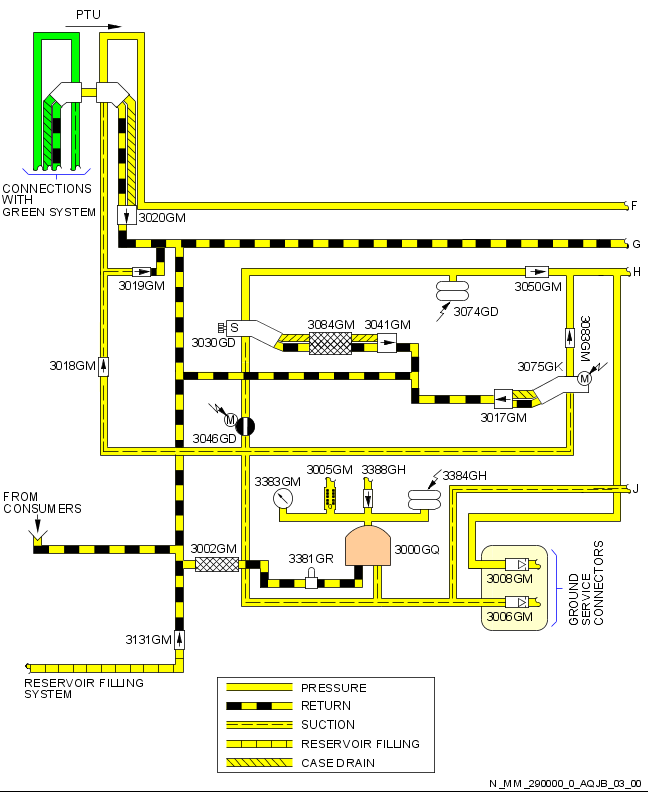 PTU
CONNECTIONS
WITH
GREEN SYSTEM
3020GM
F
G
3019GM
H
3050GM
3074GD
3084GM
3041GM
S
3030GD
3083GM
3018GM
3075GK
M
3017GM
M
3046GD
3005GM
3388GH
3383GM
3384GH
J
FROM
CONSUMERS
3002GM
3381GR
3000GQ
3008GM
3006GM
GROUND
SERVICE
CONNECTORS
3131GM
RESERVOIR FILLING
SYSTEM
PRESSURE
RETURN
SUCTION
RESERVOIR FILLING
CASE DRAIN
N_MM_290000_0_AQJB_03_00